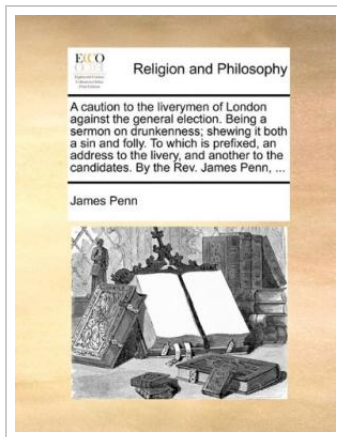 ECCO
Religion and Philosophy
A caution to the liverymen of London
against the general election. Being a
sermon on drunkenness; shewing it both
a sin and folly. To which is prefixed, an
address to the livery, and another to the
candidates. By the Rev. James Penn, ...
James Penn